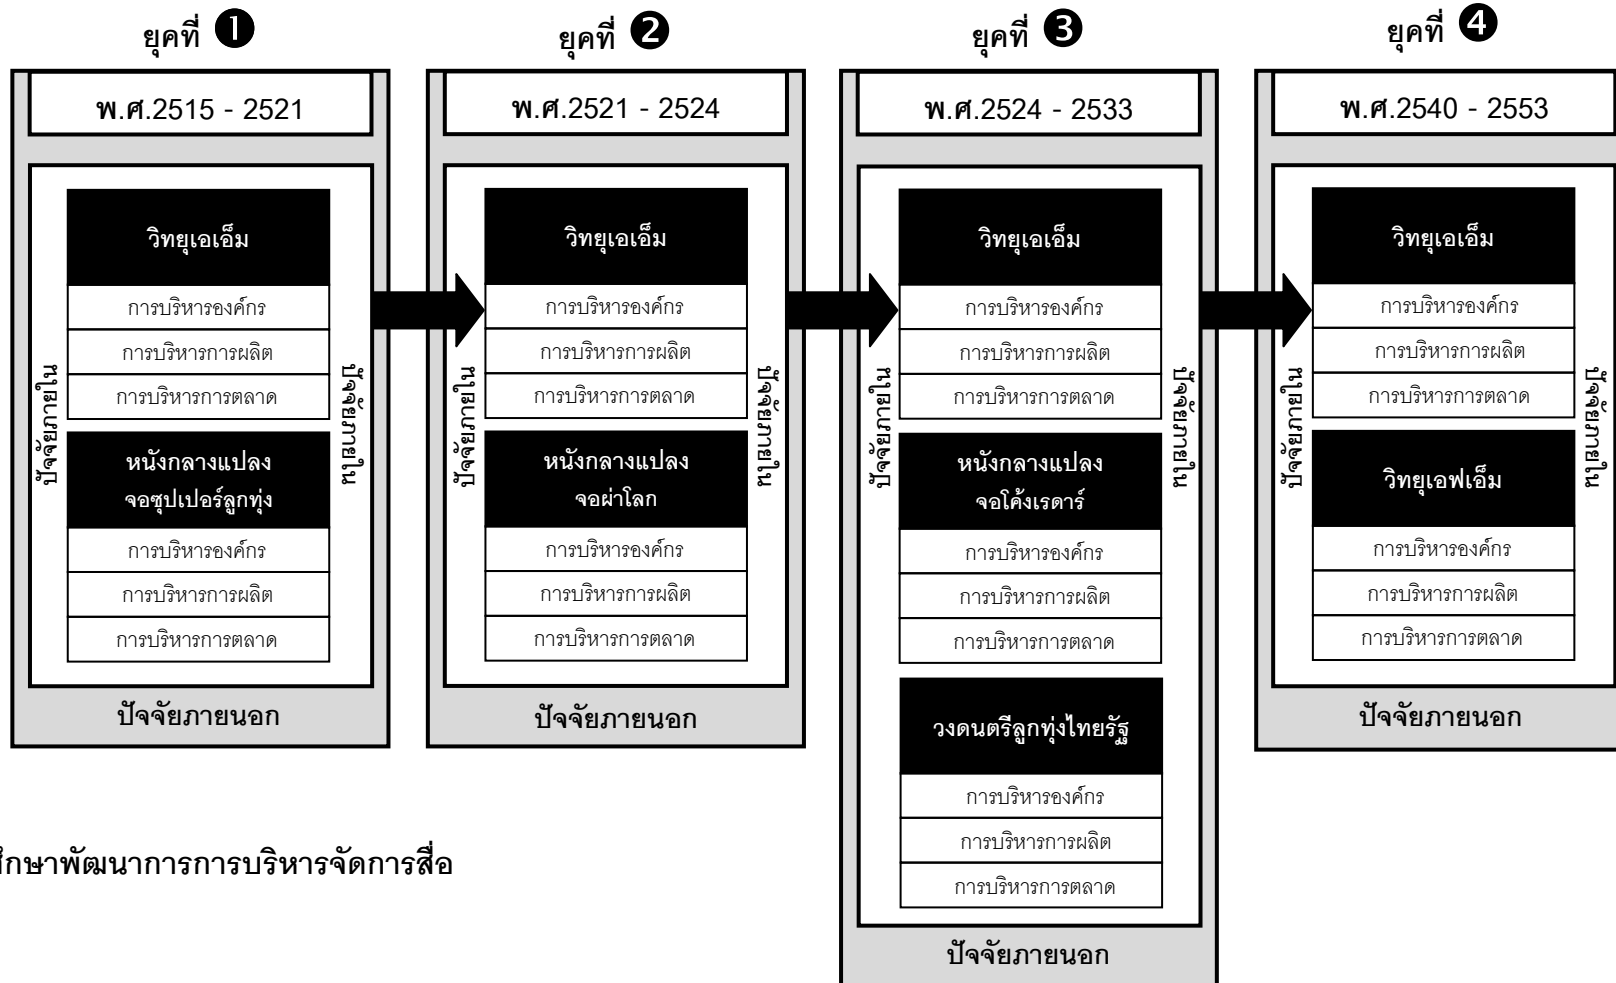 ยุคที่ ❶
พ.ศ.2515 - 2521
วิทยุเอเอ็ม
การบริหารองค์กร
การบริหารการผลิต
การบริหารการตลาด
หนังกลางแปลง
จอซุปเปอร์ลูกทุ่ง
การบริหารองค์กร
การบริหารการผลิต
การบริหารการตลาด
ปัจจัยภายใน
ปัจจัยภายใน
ปัจจัยภายนอก
ยุคที่ ❷
พ.ศ.2521 - 2524
วิทยุเอเอ็ม
การบริหารองค์กร
การบริหารการผลิต
การบริหารการตลาด
หนังกลางแปลง
จอผ่าโลก
การบริหารองค์กร
การบริหารการผลิต
การบริหารการตลาด
ปัจจัยภายใน
ปัจจัยภายใน
ปัจจัยภายนอก
ยุคที่ ❸
พ.ศ.2524 - 2533
วิทยุเอเอ็ม
การบริหารองค์กร
การบริหารการผลิต
การบริหารการตลาด
หนังกลางแปลง
จอโค้งเรดาร์
การบริหารองค์กร
การบริหารการผลิต
การบริหารการตลาด
วงดนตรีลูกทุ่งไทยรัฐ
การบริหารองค์กร
การบริหารการผลิต
การบริหารการตลาด
ปัจจัยภายใน
ปัจจัยภายใน
ปัจจัยภายนอก
ยุคที่ ❹
พ.ศ.2540 - 2553
วิทยุเอเอ็ม
การบริหารองค์กร
การบริหารการผลิต
การบริหารการตลาด
วิทยุเอฟเอ็ม
การบริหารองค์กร
การบริหารการผลิต
การบริหารการตลาด
ปัจจัยภายใน
ปัจจัยภายใน
ปัจจัยภายนอก
ศึกษาพัฒนาการการบริหารจัดการสื่อ